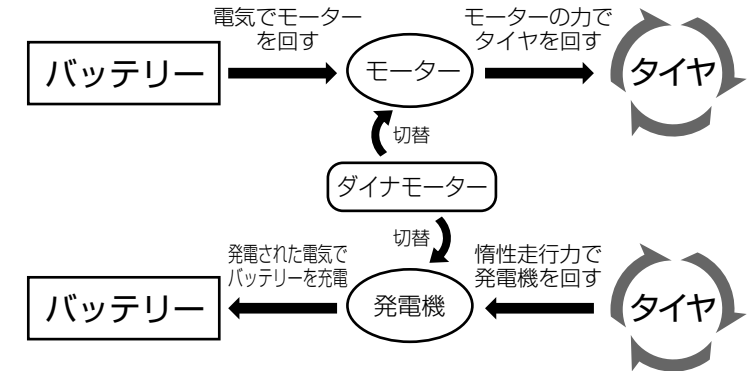 電気でモーター
を回す
モーターの力で
タイヤを回す
バッテリー
モーター
タイヤ
切替
ダイナモーター
切替
発電された電気で
バッテリーを充電
惰性走行力で
発電機を回す
バッテリー
発電機
タイヤ